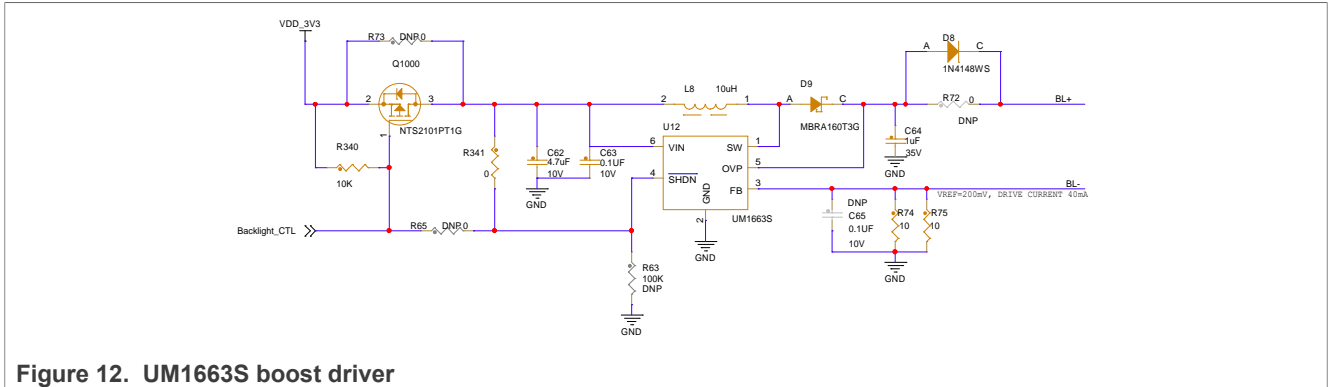 VDD_3V3
R73 DNP 0
Q1000
2 3
NTS2101PT1G
1
R340
10K
Backlight_CTL
R65 DNP 0
R341
0
C62
4.7uF
10V
C63
0.1UF
10V
GND
L8 10uH
2 1
U12
6 VIN
4 SHDN
GND
2
SW 1
OVP 5
FB 3
UM1663S
GND
R63
100K
DNP
GND
D9
A C
MBRA160T3G
D8
A C
1N4148WS
R72 0
DNP
BL+
C64
1uF
35V
GND
BL-
VREF=200mV, DRIVE CURRENT 40mA
DNP
C65
0.1UF
10V
R74
10
R75
10
GND
Figure 12. UM1663S boost driver